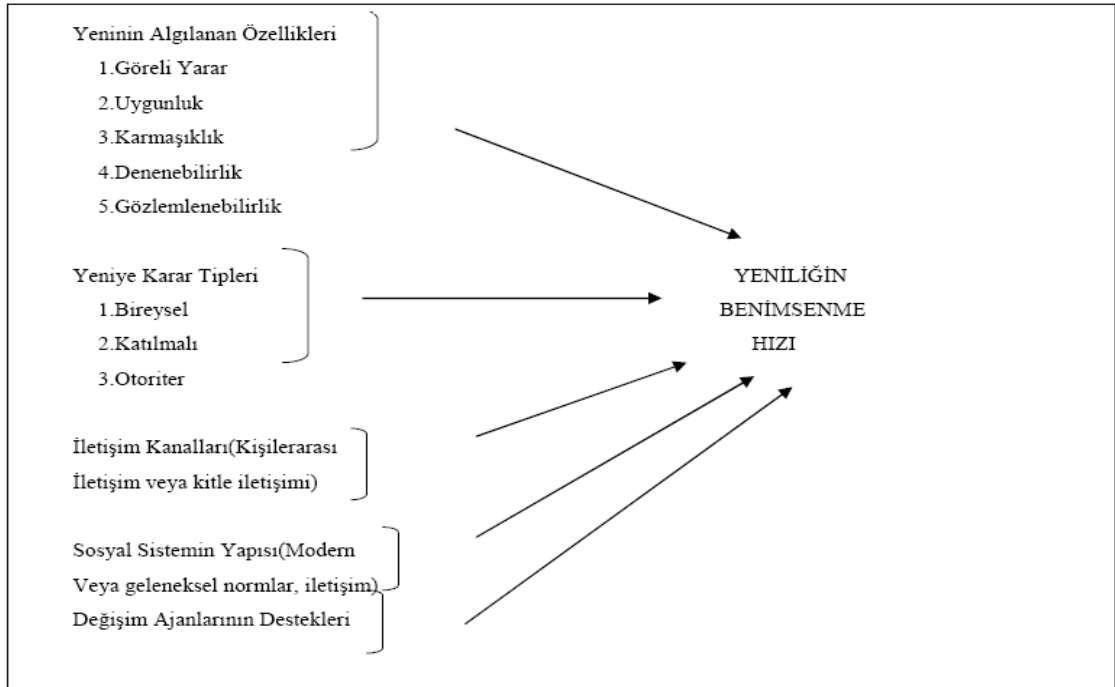 Yeninin Algılanan Özellikleri
1.Göreli Yarar
2.Uygunluk
3.Karmaşıklık
4.Denenebilirlik
5.Gözlemlenebilirlik
Yeniye Karar Tipleri
1.Bireysel
2.Katılmalı
3.Otoriter
İletişim Kanalları(Kişilerarası
İletişim veya kitle iletişimi)
Sosyal Sistemin Yapısı(Modern
Veya geleneksel normlar, iletişim)
Değişim Ajanlarının Destekleri
YENİLİĞİN
BENİMSENME
HIZI